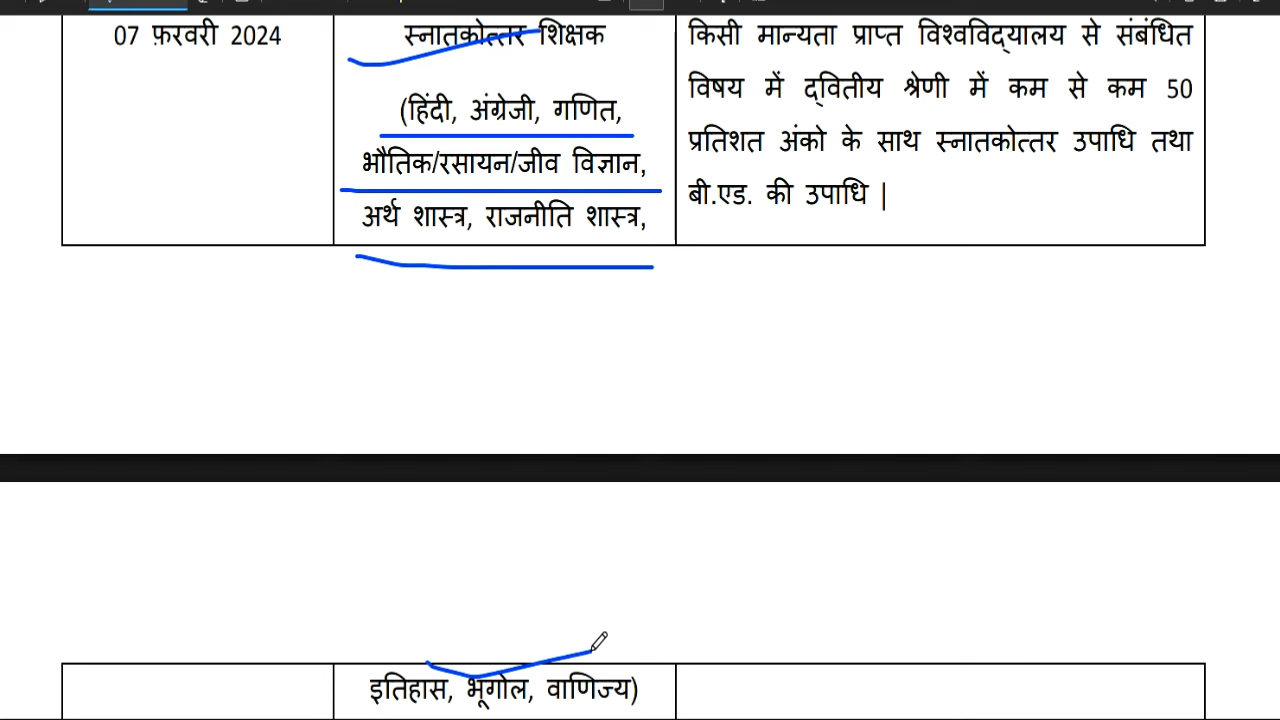 07 फ़रवरी 2024
स्नातकोत्तर शिक्षक
(हिंदी, अंग्रेजी, गणित,
भौतिक/रसायन/जीव विज्ञान,
अर्थ शास्त्र, राजनीति शास्त्र,
किसी मान्यता प्राप्त विश्वविद्यालय से संबंधित
विषय में द्वितीय श्रेणी में कम से कम 50
प्रतिशत अंको के साथ स्नातकोत्तर उपाधि तथा
बी.एड. की उपाधि |
इतिहास, भूगोल, वाणिज्य)